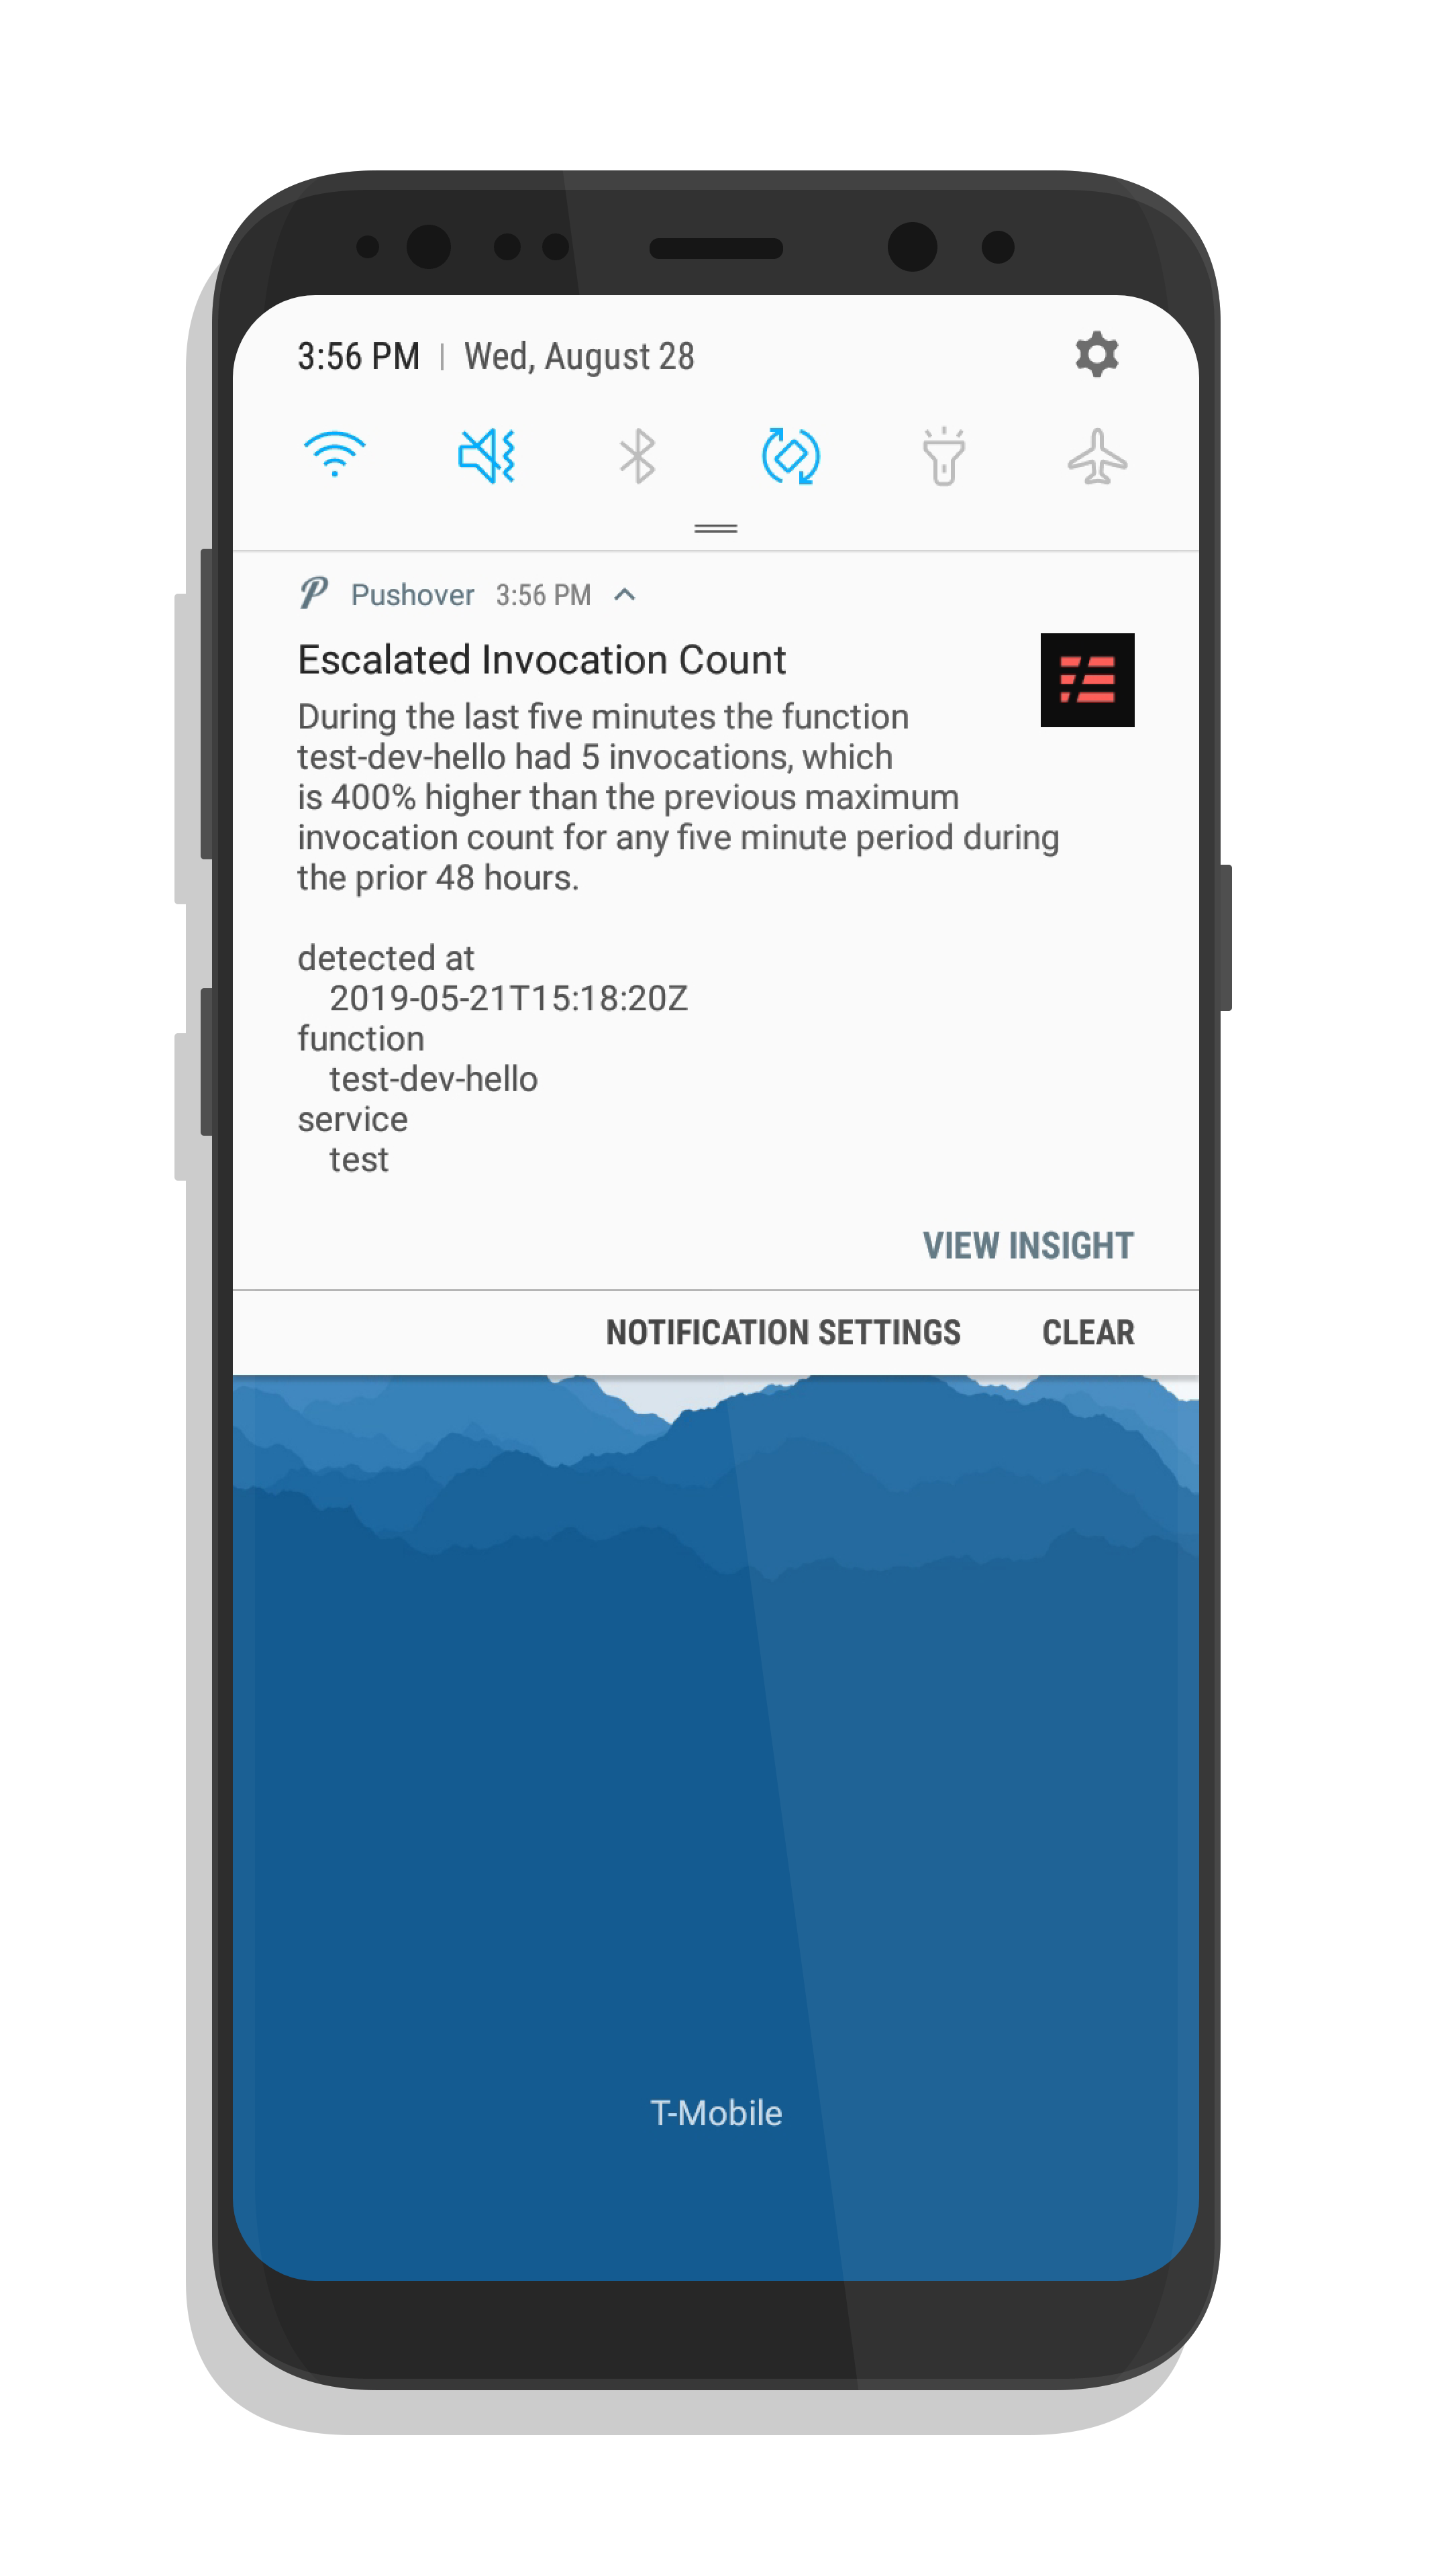 3:56 PM | Wed, August 28
Pushover 3:56 PM
Escalated Invocation Count
During the last five minutes the function
test-dev-hello had 5 invocations, which
is 400% higher than the previous maximum
invocation count for any five minute period during
the prior 48 hours.
detected at
2019-05-21T15:18:20Z
function
test-dev-hello
service
test
VIEW INSIGHT
NOTIFICATION SETTINGS CLEAR
T-Mobile